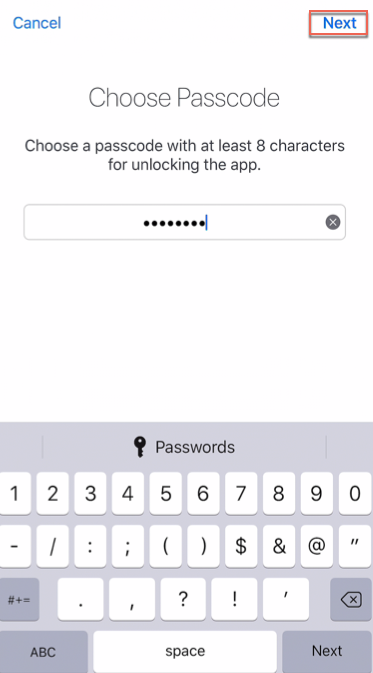 Cancel Next
Choose Passcode
Choose a passcode with at least 8 characters
for unlocking the app.
••••••••
Passwords
1 2 3 4 5 6 7 8 9 0
- / : ; ( ) $ & @ "
#+= . , ? ! '
ABC space Next